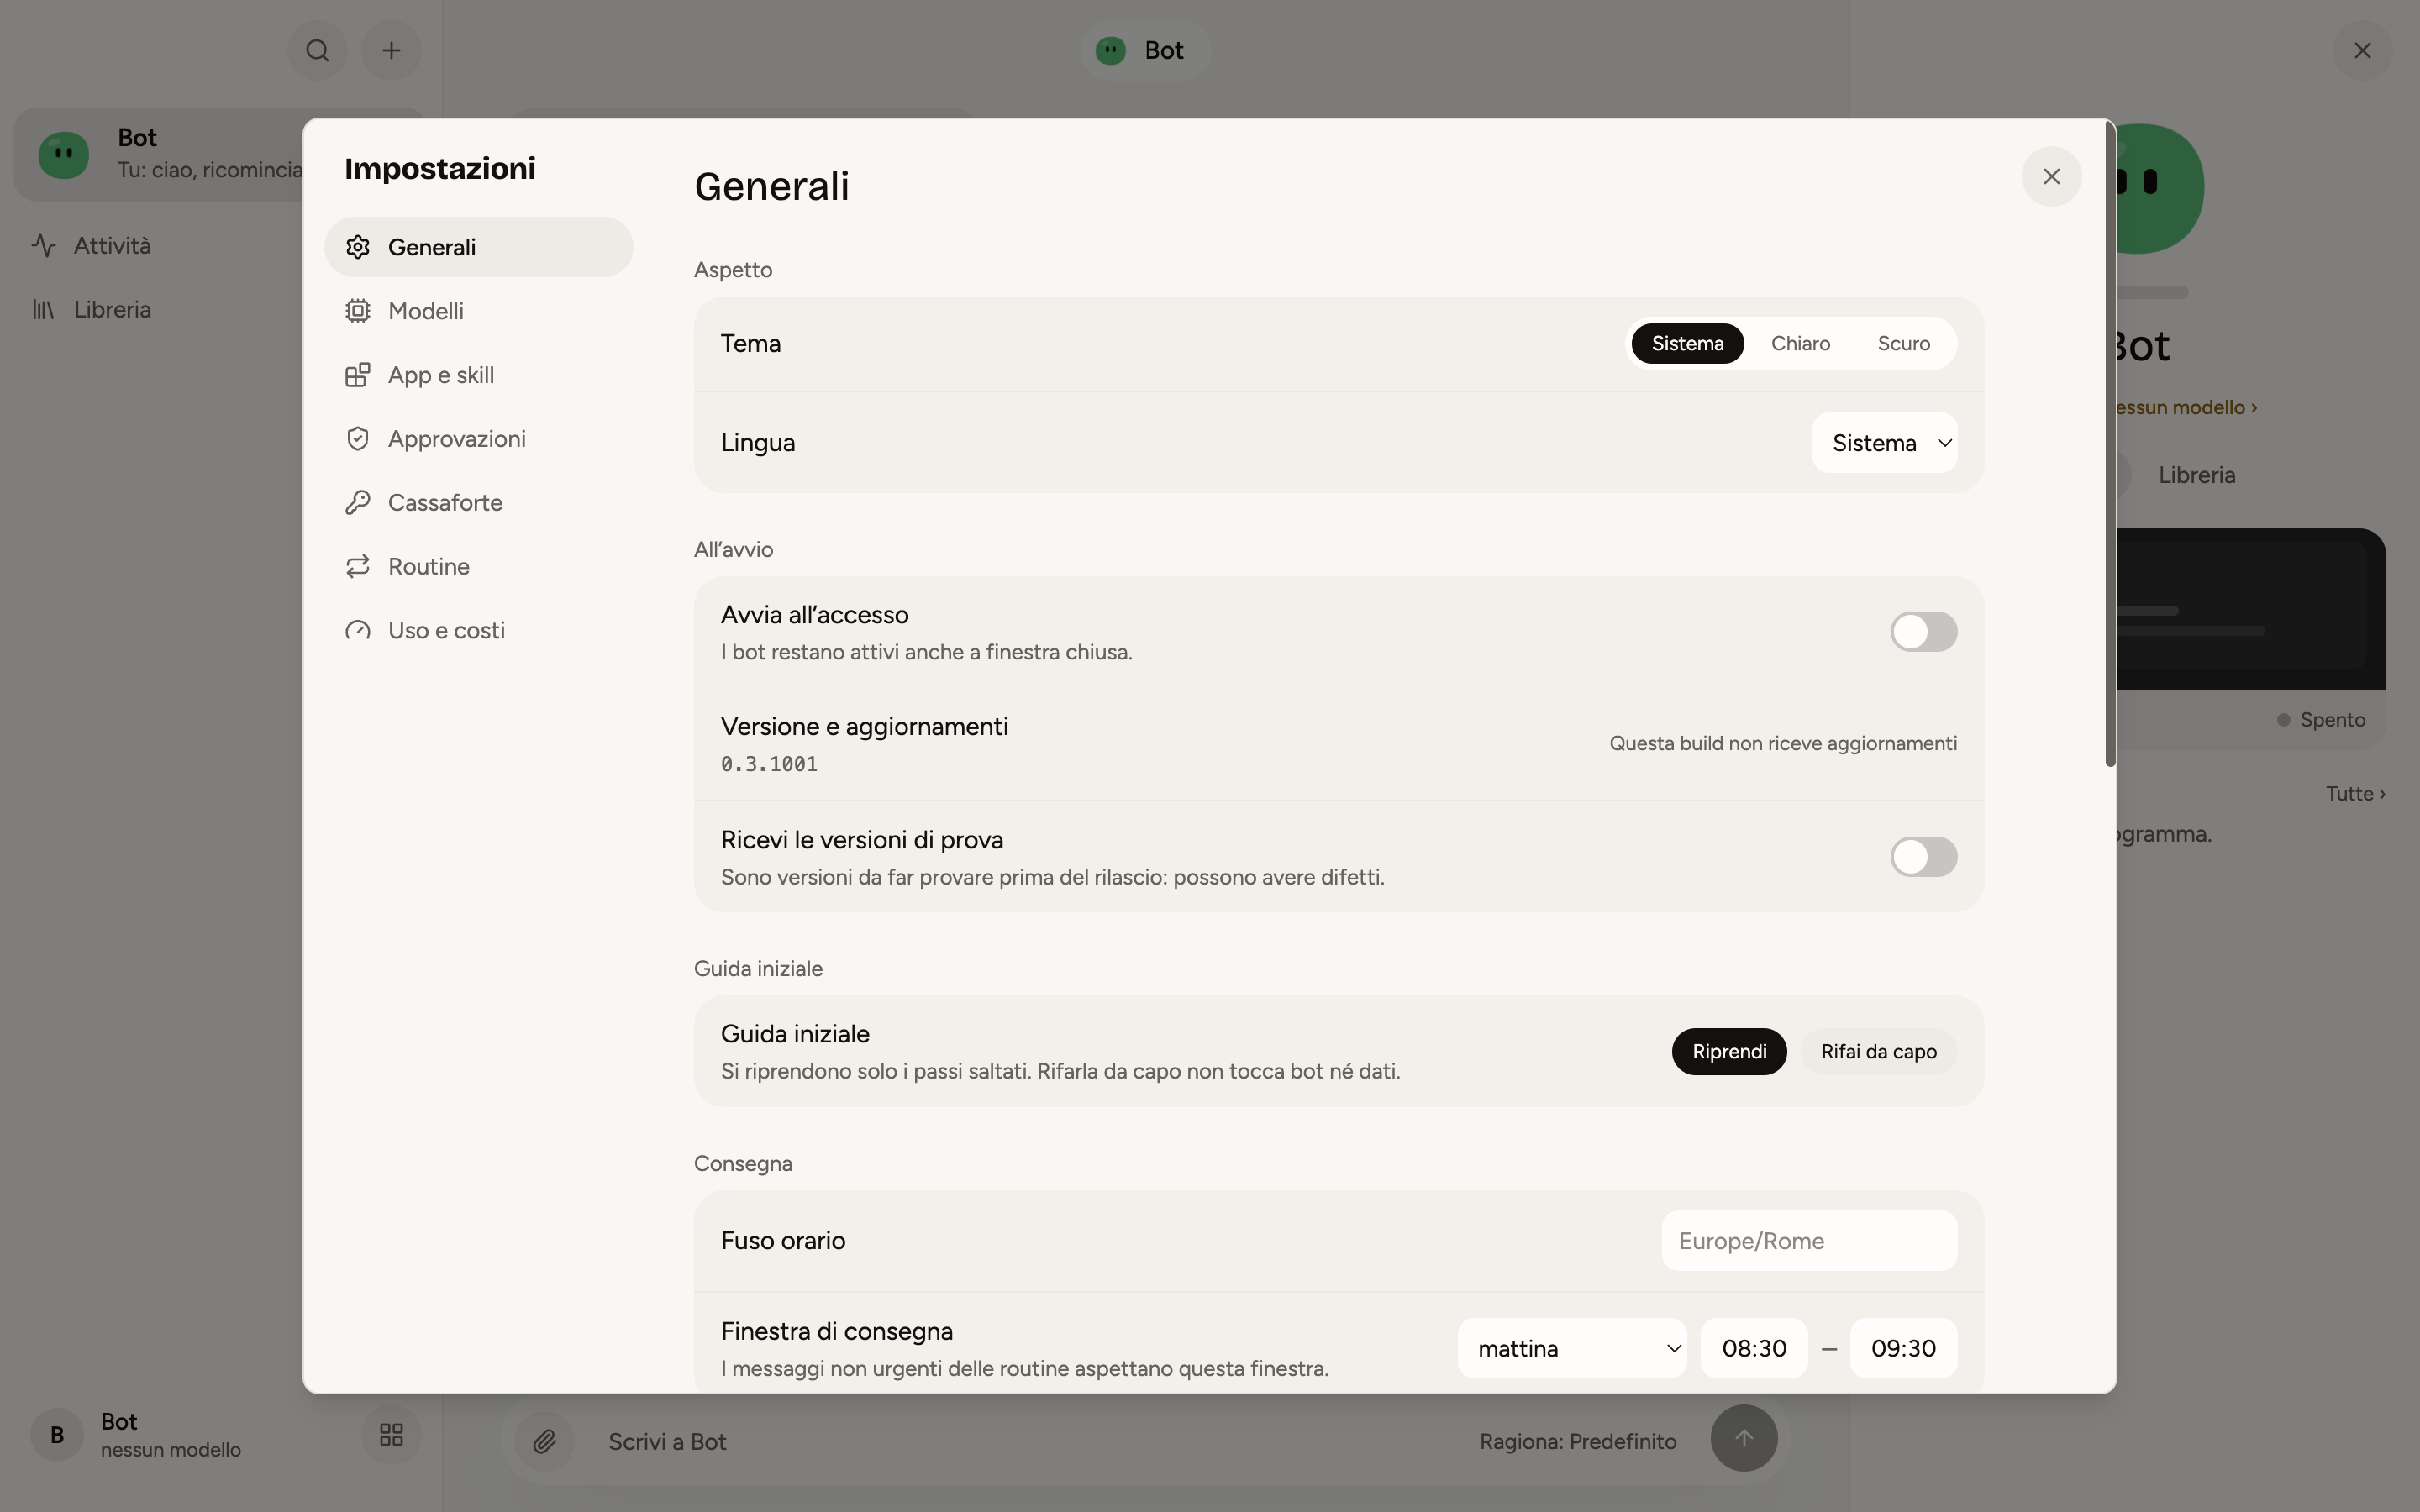 Bot
Bot
Tu: ciao, ricomincia
Attività
Libreria
Impostazioni
Generali
Modelli
App e skill
Approvazioni
Cassaforte
Routine
Uso e costi
Generali
Aspetto
Tema
Sistema
Chiaro
Scuro
Lingua
Sistema
All’avvio
Avvia all’accesso
I bot restano attivi anche a finestra chiusa.
Versione e aggiornamenti
0.3.1001
Questa build non riceve aggiornamenti
Ricevi le versioni di prova
Sono versioni da far provare prima del rilascio: possono avere difetti.
Guida iniziale
Guida iniziale
Si riprendono solo i passi saltati. Rifarla da capo non tocca bot né dati.
Riprendi
Rifai da capo
Consegna
Fuso orario
Europe/Rome
Finestra di consegna
I messaggi non urgenti delle routine aspettano questa finestra.
mattina
08:30 – 09:30
modello ›
Libreria
Spento
Tutte ›
B
Bot
nessun modello
Scrivi a Bot
Ragiona: Predefinito